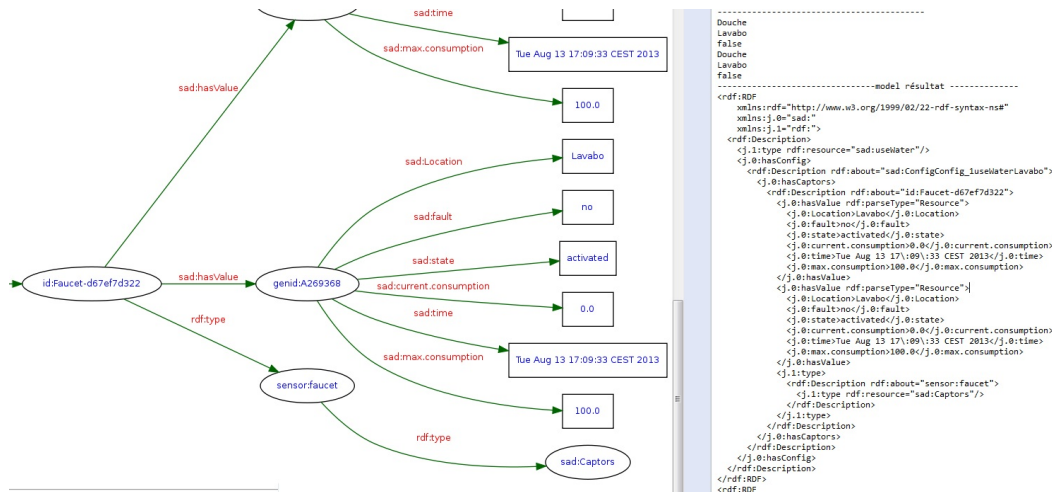 sad:time
sad:max.consumption
Tue Aug 13 17:09:33 CEST 2013
sad:hasValue
100.0
sad:Location
Lavabo
sad:fault
no
sad:state
activated
id:Faucet-d67ef7d322
sad:hasValue
genid:A269368
sad:current.consumption
0.0
sad:time
rdf:type
sad:max.consumption
Tue Aug 13 17:09:33 CEST 2013
sensor:faucet
100.0
rdf:type
sad:Captors
----------------------------------------
Douche
Lavabo
false
Douche
Lavabo
false
-------------------------------model résultat --------------
<rdf:RDF
xmlns:rdf="http://www.w3.org/1999/02/22-rdf-syntax-ns#"
xmlns:j.0="sad:"
xmlns:j.1="rdf:">
<rdf:Description>
<j.1:type rdf:resource="sad:useWater"/>
<j.0:hasConfig>
<rdf:Description rdf:about="sad:ConfigConfig_1useWaterLavabo">
<j.0:hasCaptors>
<rdf:Description rdf:about="id:Faucet-d67ef7d322">
<j.0:hasValue rdf:parseType="Resource">
<j.0:Location>Lavabo</j.0:Location>
<j.0:fault>no</j.0:fault>
<j.0:state>activated</j.0:state>
<j.0:current.consumption>0.0</j.0:current.consumption>
<j.0:time>Tue Aug 13 17\:09\:33 CEST 2013</j.0:time>
<j.0:max.consumption>100.0</j.0:max.consumption>
</j.0:hasValue>
<j.0:hasValue rdf:parseType="Resource">
<j.0:Location>Lavabo</j.0:Location>
<j.0:fault>no</j.0:fault>
<j.0:state>activated</j.0:state>
<j.0:current.consumption>0.0</j.0:current.consumption>
<j.0:time>Tue Aug 13 17\:09\:33 CEST 2013</j.0:time>
<j.0:max.consumption>100.0</j.0:max.consumption>
</j.0:hasValue>
<j.1:type>
<rdf:Description rdf:about="sensor:faucet">
<j.1:type rdf:resource="sad:Captors"/>
</rdf:Description>
</j.1:type>
</rdf:Description>
</j.0:hasCaptors>
</rdf:Description>
</j.0:hasConfig>
</rdf:Description>
</rdf:RDF>
<rdf:RDF